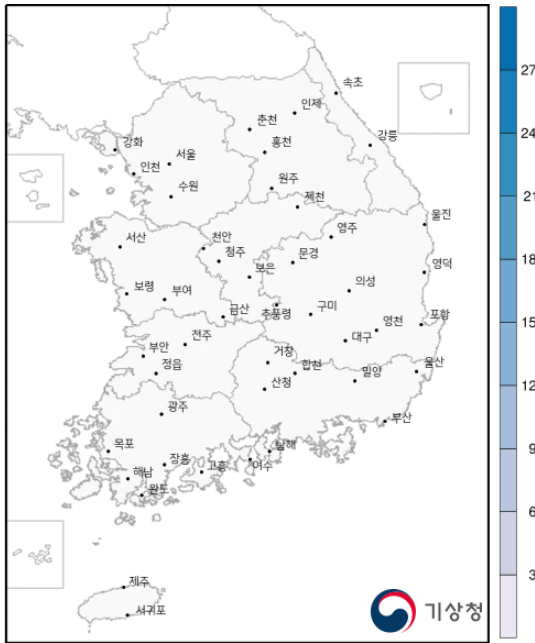 속초
27
인제
춘천
강릉
강화
홍천
24
서울
인천
원주
수원
제천
21
울진
영주
서산
천안
청주
문경
18
보은
영덕
의성
보령
부여
구미
추풍령
금산
영천
포항
15
대구
전주
부안
거창
정읍
합천
울산
밀양
12
산청
광주
부산
남해
목포
9
장흥
고흥
여수
해남
완도
6
제주
3
서귀포
기상청